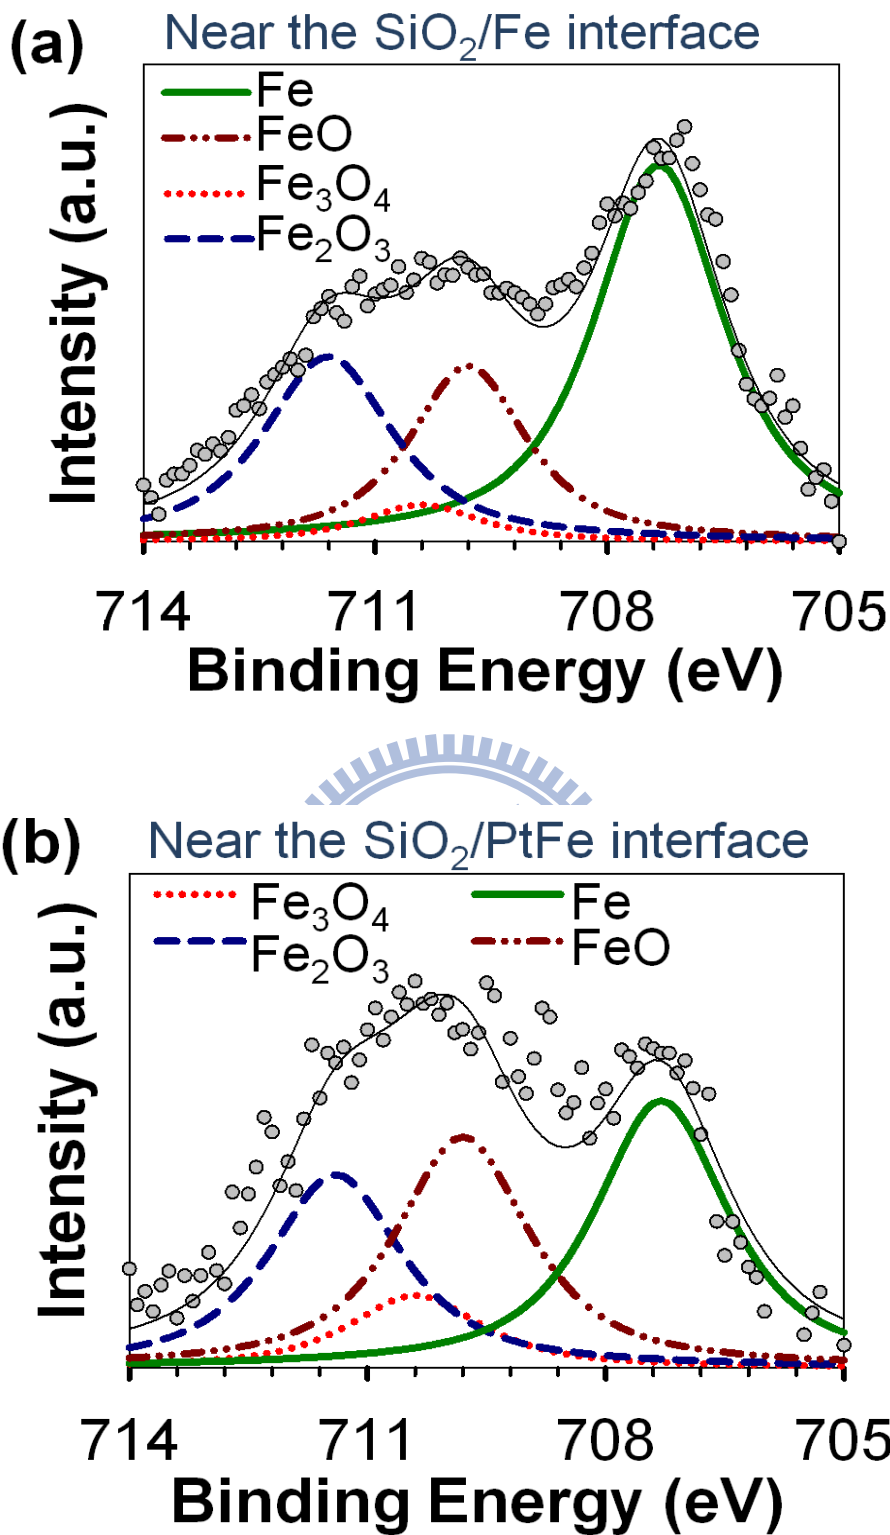 (a) Near the SiO₂/Fe interface
Fe
FeO
Fe₃O₄
Fe₂O₃
Intensity (a.u.)
714 711 708 705
Binding Energy (eV)
(b) Near the SiO₂/PtFe interface
Fe₃O₄ Fe
Fe₂O₃ FeO
Intensity (a.u.)
714 711 708 705
Binding Energy (eV)